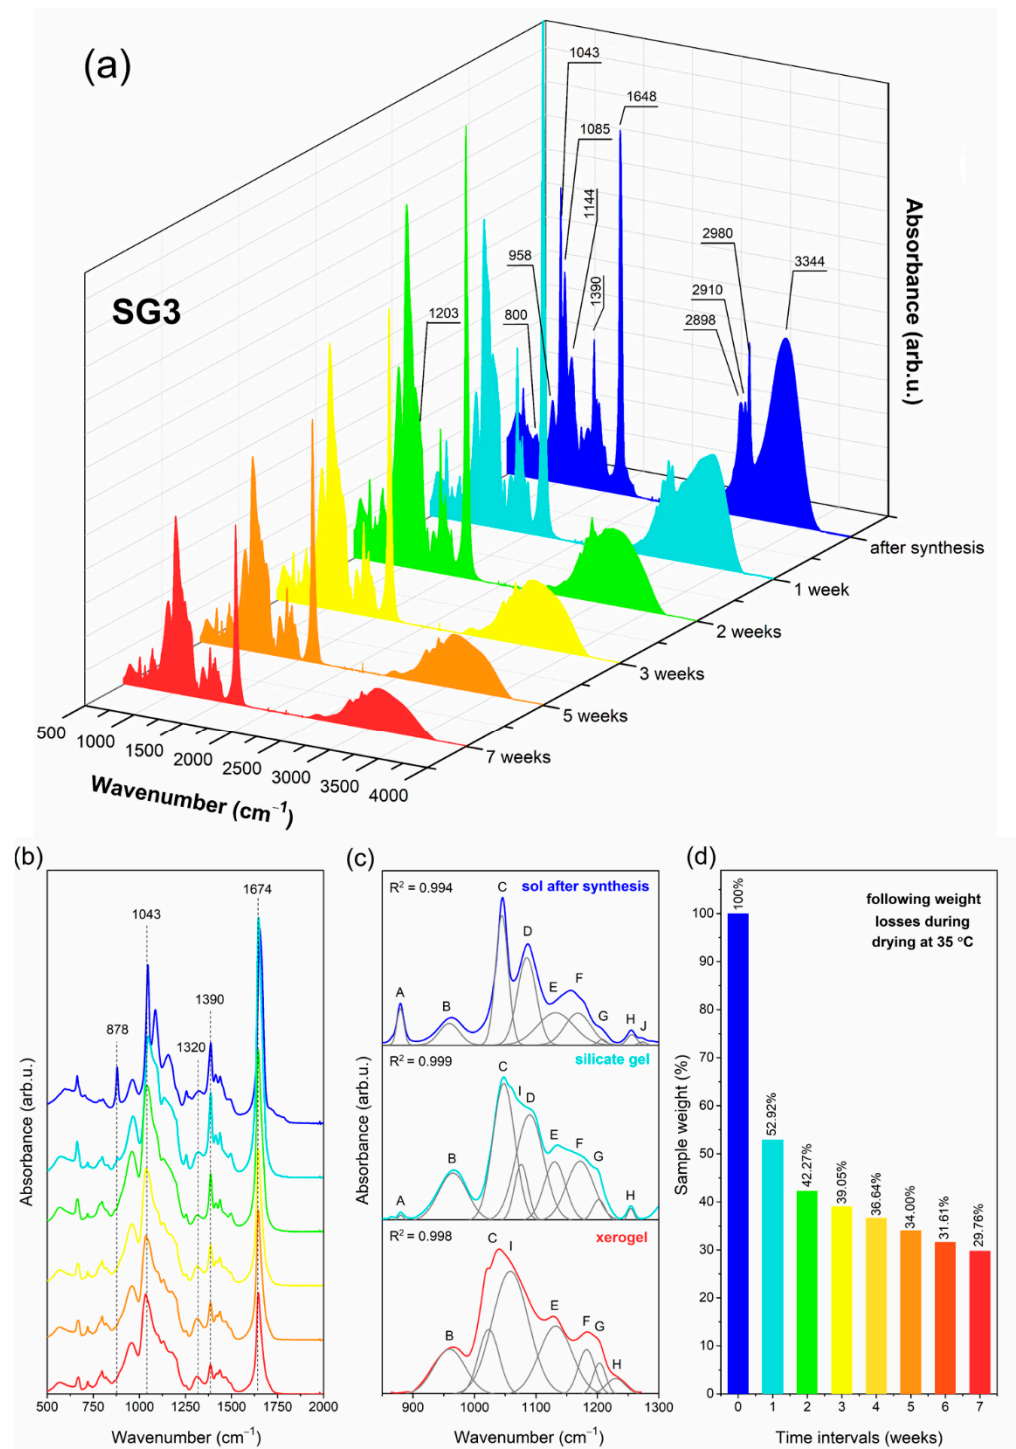 (a)
SG3
1043
1648
1085
1144
2980
958
1390
3344
2910
1203
800
2898
Absorbance (arb.u.)
after synthesis
1 week
2 weeks
3 weeks
5 weeks
7 weeks
500
1000
1500
2000
2500
3000
3500
4000
Wavenumber (cm⁻¹)
(b)
1674
1043
1390
878
1320
Absorbance (arb.u.)
500 750 1000 1250 1500 1750 2000
Wavenumber (cm⁻¹)
(c)
R² = 0.994
sol after synthesis
A
B
C
D
E
F
G
H
J
R² = 0.999
silicate gel
A
B
C
I
D
E
F
G
H
R² = 0.998
xerogel
B
C
I
E
F
G
H
Absorbance (arb.u.)
900 1000 1100 1200 1300
Wavenumber (cm⁻¹)
(d)
following weight
losses during
drying at 35 °C
100%
52.92%
42.27%
39.05%
36.64%
34.00%
31.61%
29.76%
Sample weight (%)
100
90
80
70
60
50
40
30
20
10
0
0 1 2 3 4 5 6 7
Time intervals (weeks)